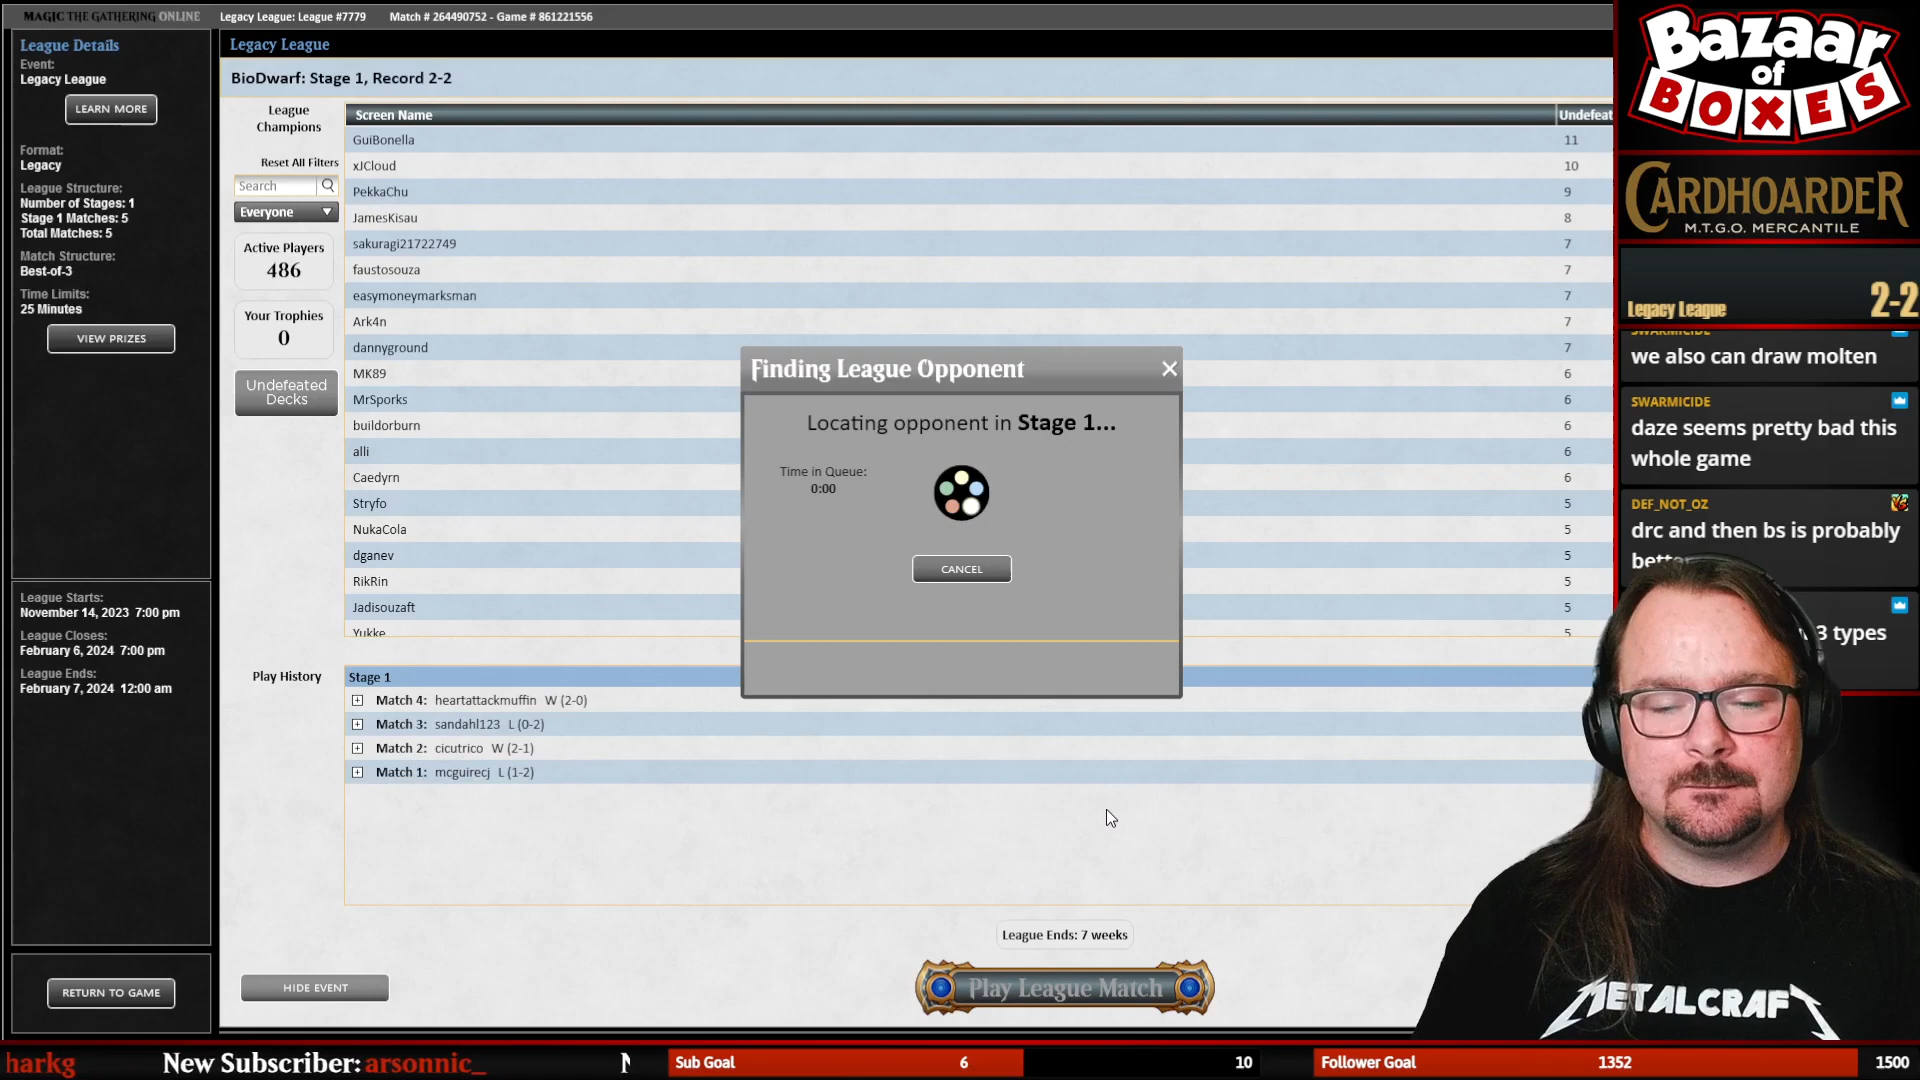 MAGIC THE GATHERING ONLINE
Legacy League: League #7779 Match # 264490752 - Game # 861221556
League Details
Event:
Legacy League
LEARN MORE
Format:
Legacy
League Structure:
Number of Stages: 1
Stage 1 Matches: 5
Total Matches: 5
Match Structure:
Best-of-3
Time Limits:
25 Minutes
VIEW PRIZES
League Starts:
November 14, 2023 7:00 pm
League Closes:
February 6, 2024 7:00 pm
League Ends:
February 7, 2024 12:00 am
RETURN TO GAME
Legacy League
BioDwarf: Stage 1, Record 2-2
League
Champions
Reset All Filters
Search
Everyone
Active Players
486
Your Trophies
0
Undefeated
Decks
Screen Name Undefeat
GuiBonella 11
xJCloud 10
PekkaChu 9
JamesKisau 8
sakuragi21722749 7
faustosouza 7
easymoneymarksman 7
Ark4n 7
dannyground 7
MK89 6
MrSporks 6
buildorburn 6
alli 6
Caedyrn 6
Stryfo 5
NukaCola 5
dganev 5
RikRin 5
Jadisouzaft 5
Yukke 5
Finding League Opponent
Locating opponent in Stage 1...
Time in Queue:
0:00
CANCEL
Play History
Stage 1
Match 4: heartattackmuffin W (2-0)
Match 3: sandahl123 L (0-2)
Match 2: cicutrico W (2-1)
Match 1: mcguirecj L (1-2)
League Ends: 7 weeks
HIDE EVENT
Play League Match
Bazaar
of
BOXES
CARDHOARDER
M.T.G.O. MERCANTILE
Legacy League 2-2
SWARMICIDE
we also can draw molten
SWARMICIDE
daze seems pretty bad this
whole game
DEF_NOT_OZ
drc and then bs is probably
3 types
METALCRAFT
harkg New Subscriber: arsonnic_
Sub Goal 6 10
Follower Goal 1352 1500